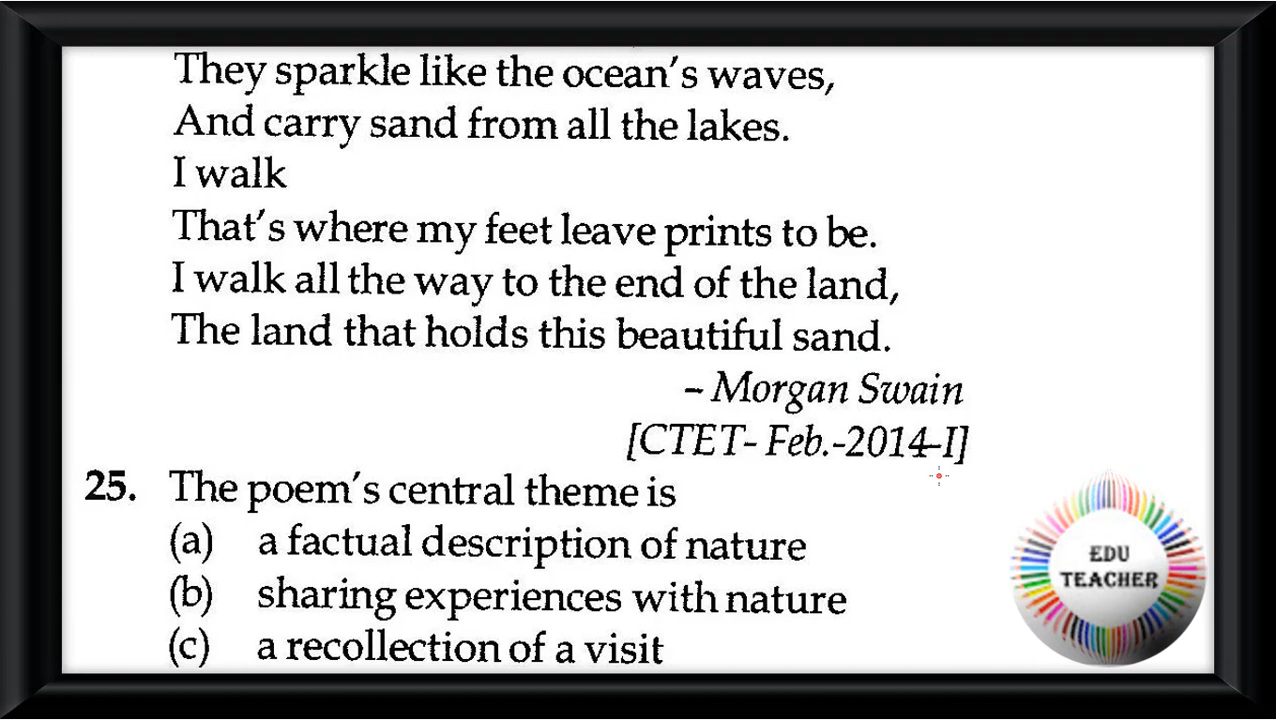 They sparkle like the ocean's waves,
And carry sand from all the lakes.
I walk
That's where my feet leave prints to be.
I walk all the way to the end of the land,
The land that holds this beautiful sand.
– Morgan Swain
[CTET- Feb.-2014-I]
25. The poem's central theme is
(a) a factual description of nature
(b) sharing experiences with nature
(c) a recollection of a visit
EDU
TEACHER